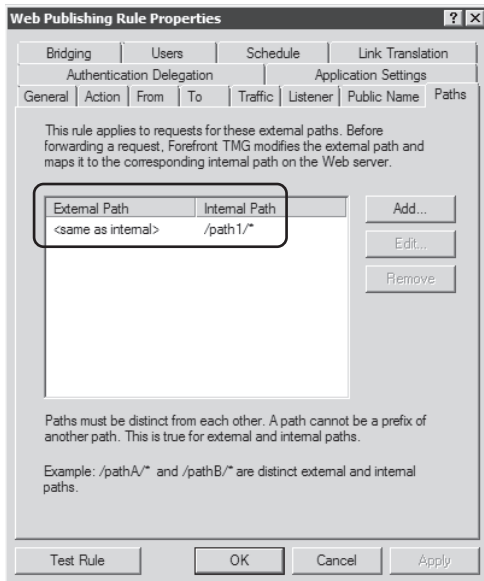 Web Publishing Rule Properties
? X
Bridging Users Schedule Link Translation
Authentication Delegation Application Settings
General Action From To Traffic Listener Public Name Paths
This rule applies to requests for these external paths. Before
forwarding a request, Forefront TMG modifies the external path and
maps it to the corresponding internal path on the Web server.
External Path Internal Path
<same as internal> /path1/*
Add...
Edit...
Remove
Paths must be distinct from each other. A path cannot be a prefix of
another path. This is true for external and internal paths.
Example: /pathA/* and /pathB/* are distinct external and internal
paths.
Test Rule OK Cancel Apply